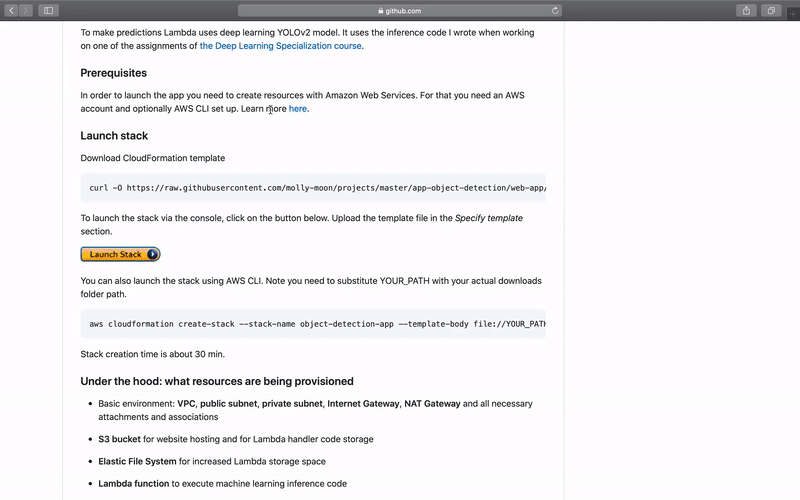 github.com
To make predictions Lambda uses deep learning YOLOv2 model. It uses the inference code I wrote when working
on one of the assignments of the Deep Learning Specialization course.
Prerequisites
In order to launch the app you need to create resources with Amazon Web Services. For that you need an AWS
account and optionally AWS CLI set up. Learn more here.
Launch stack
Download CloudFormation template
curl -O https://raw.githubusercontent.com/molly-moon/projects/master/app-object-detection/web-app/
To launch the stack via the console, click on the button below. Upload the template file in the Specify template
section.
Launch Stack
You can also launch the stack using AWS CLI. Note you need to substitute YOUR_PATH with your actual downloads
folder path.
aws cloudformation create-stack --stack-name object-detection-app --template-body file://YOUR_PATH
Stack creation time is about 30 min.
Under the hood: what resources are being provisioned
• Basic environment: VPC, public subnet, private subnet, Internet Gateway, NAT Gateway and all necessary
attachments and associations
• S3 bucket for website hosting and for Lambda handler code storage
• Elastic File System for increased Lambda storage space
• Lambda function to execute machine learning inference code